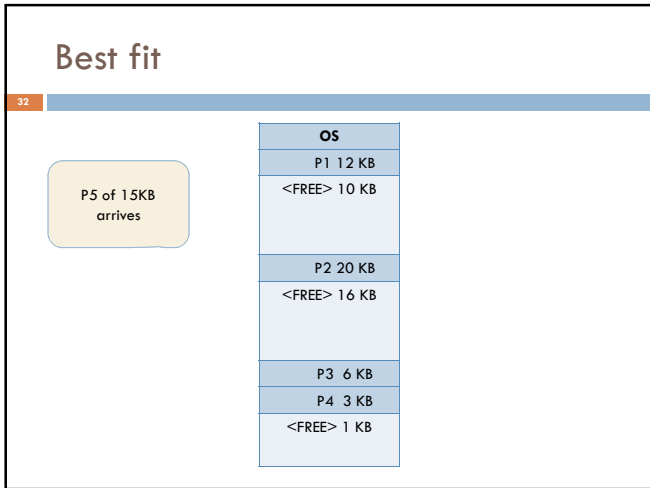 Best fit
32
P5 of 15KB
arrives
OS
P1 12 KB
<FREE> 10 KB
P2 20 KB
<FREE> 16 KB
P3 6 KB
P4 3 KB
<FREE> 1 KB